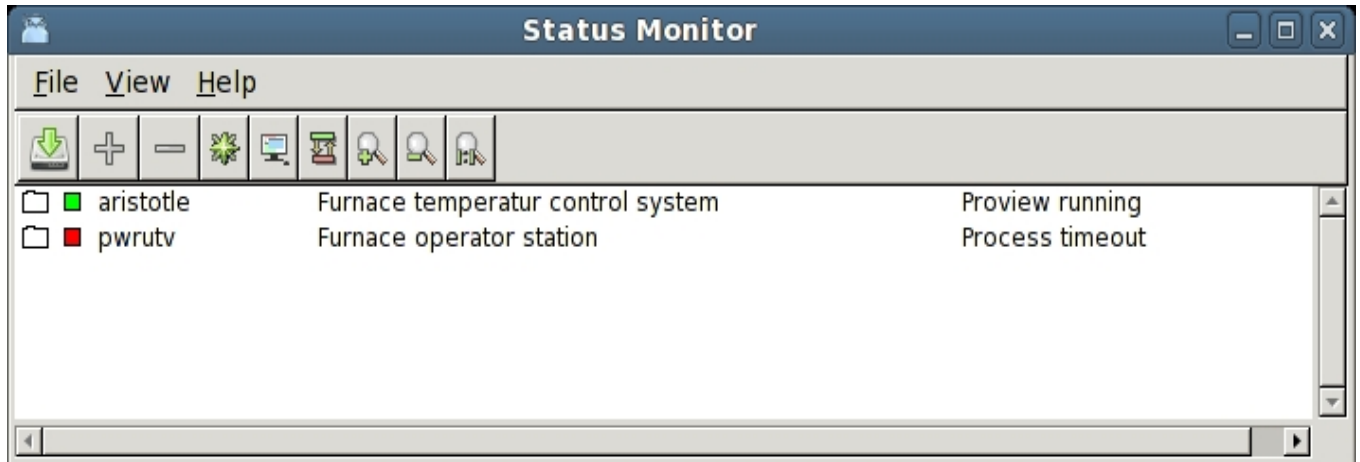 Status Monitor
File View Help
aristotle Furnace temperatur control system Proview running
pwrutv Furnace operator station Process timeout